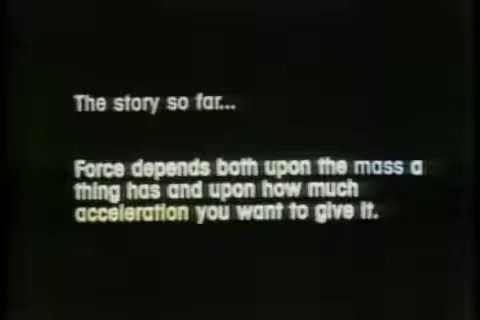 The story so far...
Force depends both upon the mass a
thing has and upon how much
acceleration you want to give it.